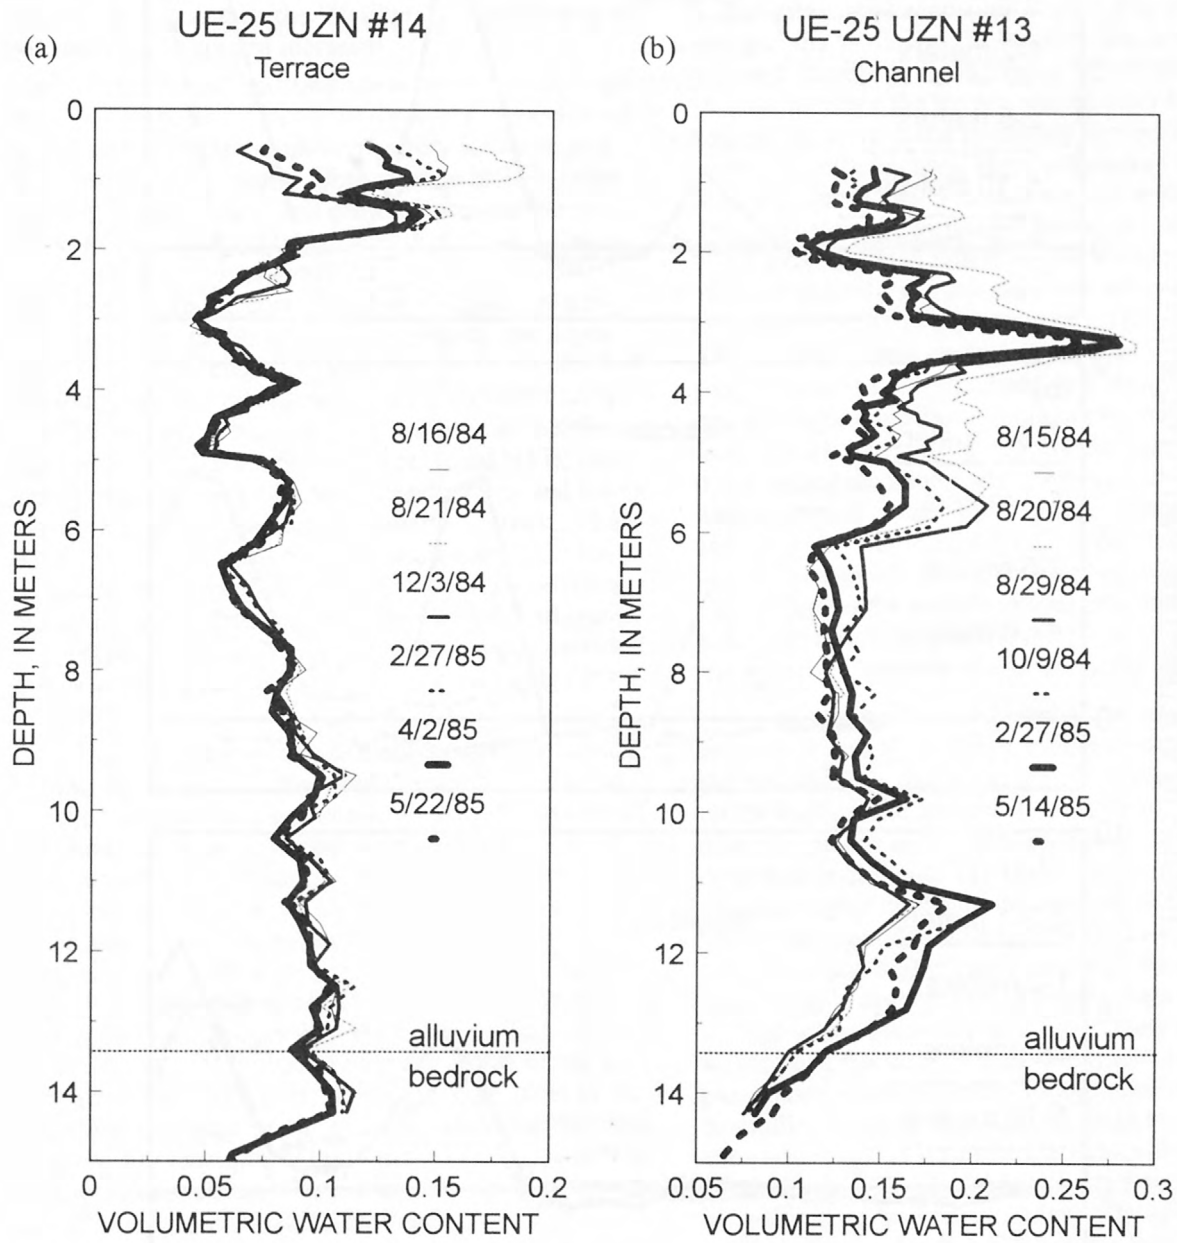 (a)
UE-25 UZN #14
Terrace
0
2
4
6
8
10
12
14
DEPTH, IN METERS
8/16/84
8/21/84
12/3/84
2/27/85
4/2/85
5/22/85
alluvium
bedrock
0 0.05 0.1 0.15 0.2
VOLUMETRIC WATER CONTENT
(b)
UE-25 UZN #13
Channel
0
2
4
6
8
10
12
14
DEPTH, IN METERS
8/15/84
8/20/84
8/29/84
10/9/84
2/27/85
5/14/85
alluvium
bedrock
0.05 0.1 0.15 0.2 0.25 0.3
VOLUMETRIC WATER CONTENT